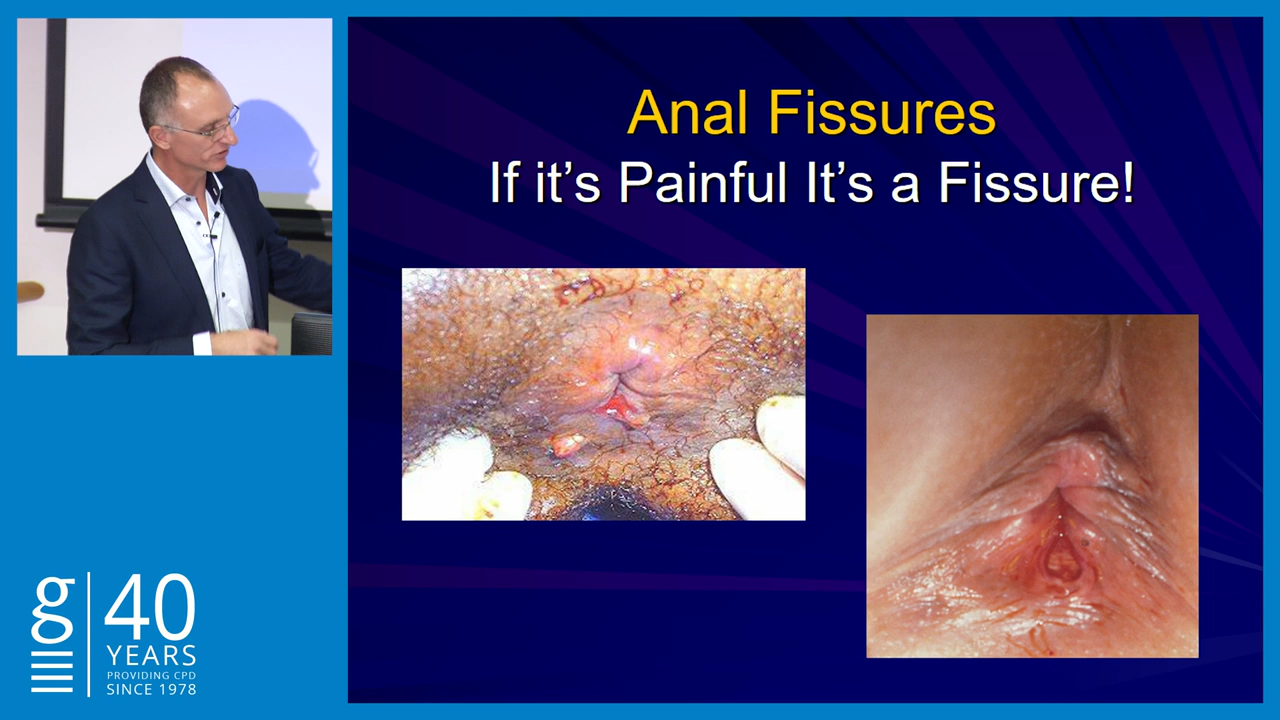 Anal Fissures
If it's Painful It's a Fissure!
g
40
YEARS
PROVIDING CPD
SINCE 1978